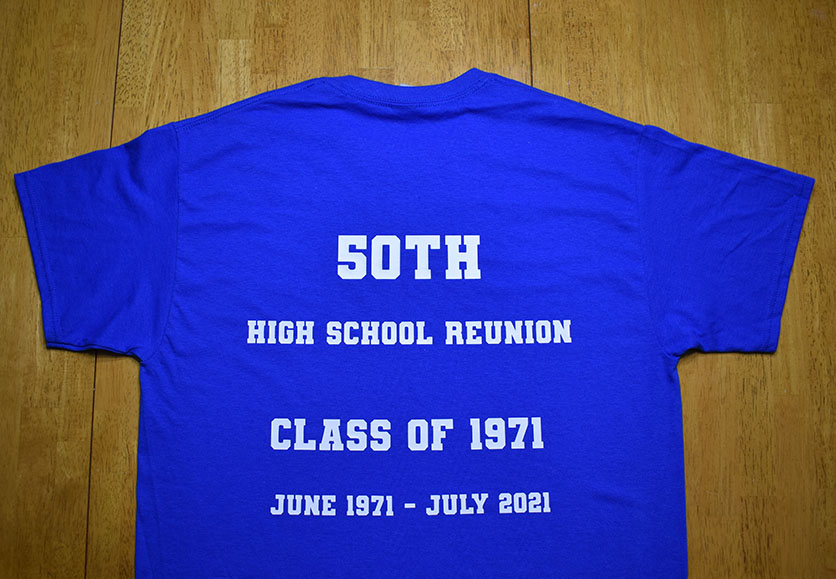 50TH
HIGH SCHOOL REUNION
CLASS OF 1971
JUNE 1971 - JULY 2021